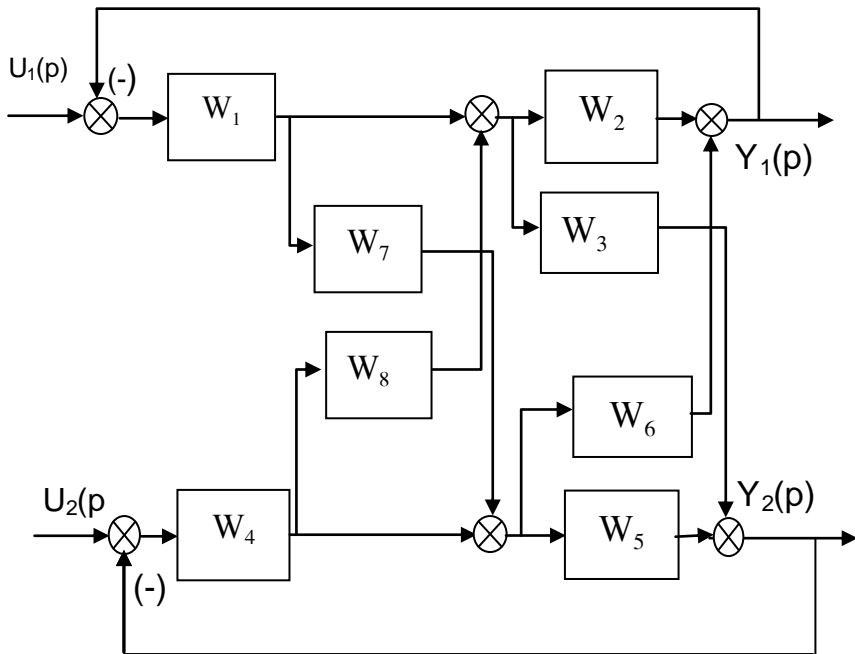 U₁(p)
(-)
W₁
W₂
Y₁(p)
W₇
W₃
W₈
W₆
U₂(p
W₄
W₅
Y₂(p)
(-)